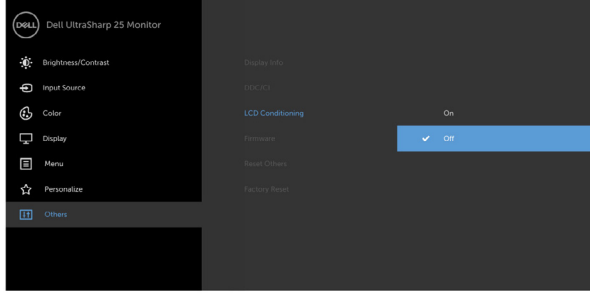 DELL
Dell UltraSharp 25 Monitor
Brightness/Contrast
Input Source
Color
Display
Menu
Personalize
Others
Display Info
DDC/CI
LCD Conditioning
Firmware
Reset Others
Factory Reset
On
Off